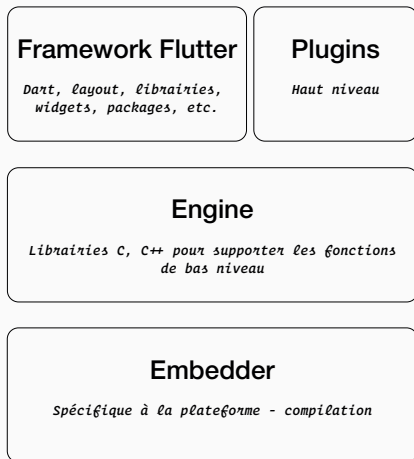 Framework Flutter
Dart, layout, librairies,
widgets, packages, etc.
Plugins
Haut niveau
Engine
Librairies C, C++ pour supporter les fonctions
de bas niveau
Embedder
Spécifique à la plateforme - compilation